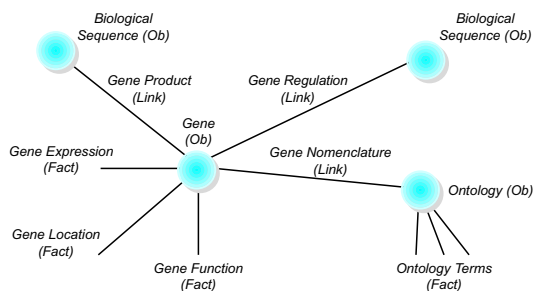 Biological
Sequence (Ob)
Biological
Sequence (Ob)
Gene Product
(Link)
Gene Regulation
(Link)
Gene
(Ob)
Gene Expression
(Fact)
Gene Nomenclature
(Link)
Ontology (Ob)
Gene Location
(Fact)
Gene Function
(Fact)
Ontology Terms
(Fact)